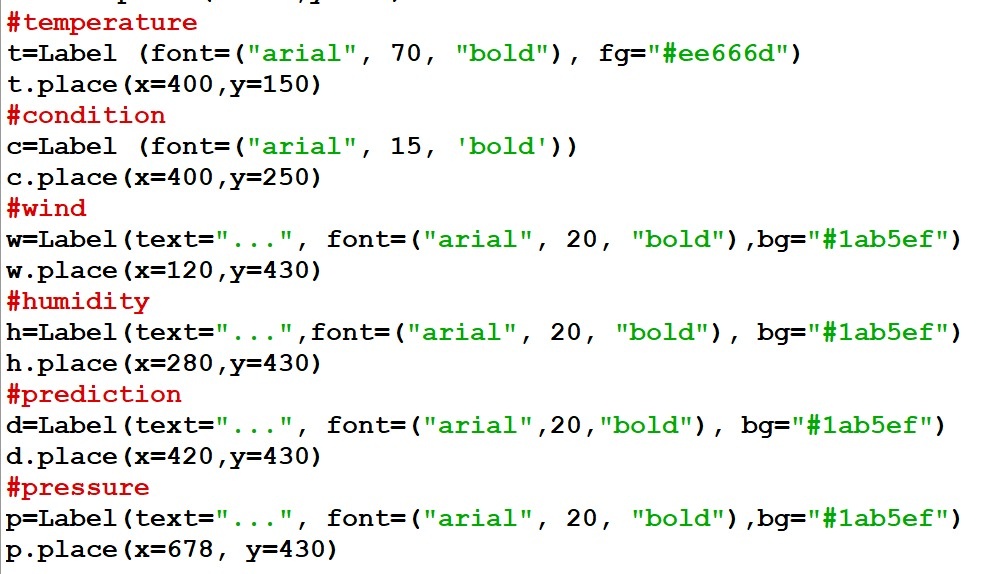 #temperature
t=Label (font=("arial", 70, "bold"), fg="#ee666d")
t.place(x=400,y=150)
#condition
c=Label (font=("arial", 15, 'bold'))
c.place(x=400,y=250)
#wind
w=Label(text="...", font=("arial", 20, "bold"),bg="#1ab5ef")
w.place(x=120,y=430)
#humidity
h=Label(text="...",font=("arial", 20, "bold"), bg="#1ab5ef")
h.place(x=280,y=430)
#prediction
d=Label(text="...", font=("arial",20,"bold"), bg="#1ab5ef")
d.place(x=420,y=430)
#pressure
p=Label(text="...", font=("arial", 20, "bold"),bg="#1ab5ef")
p.place(x=678, y=430)